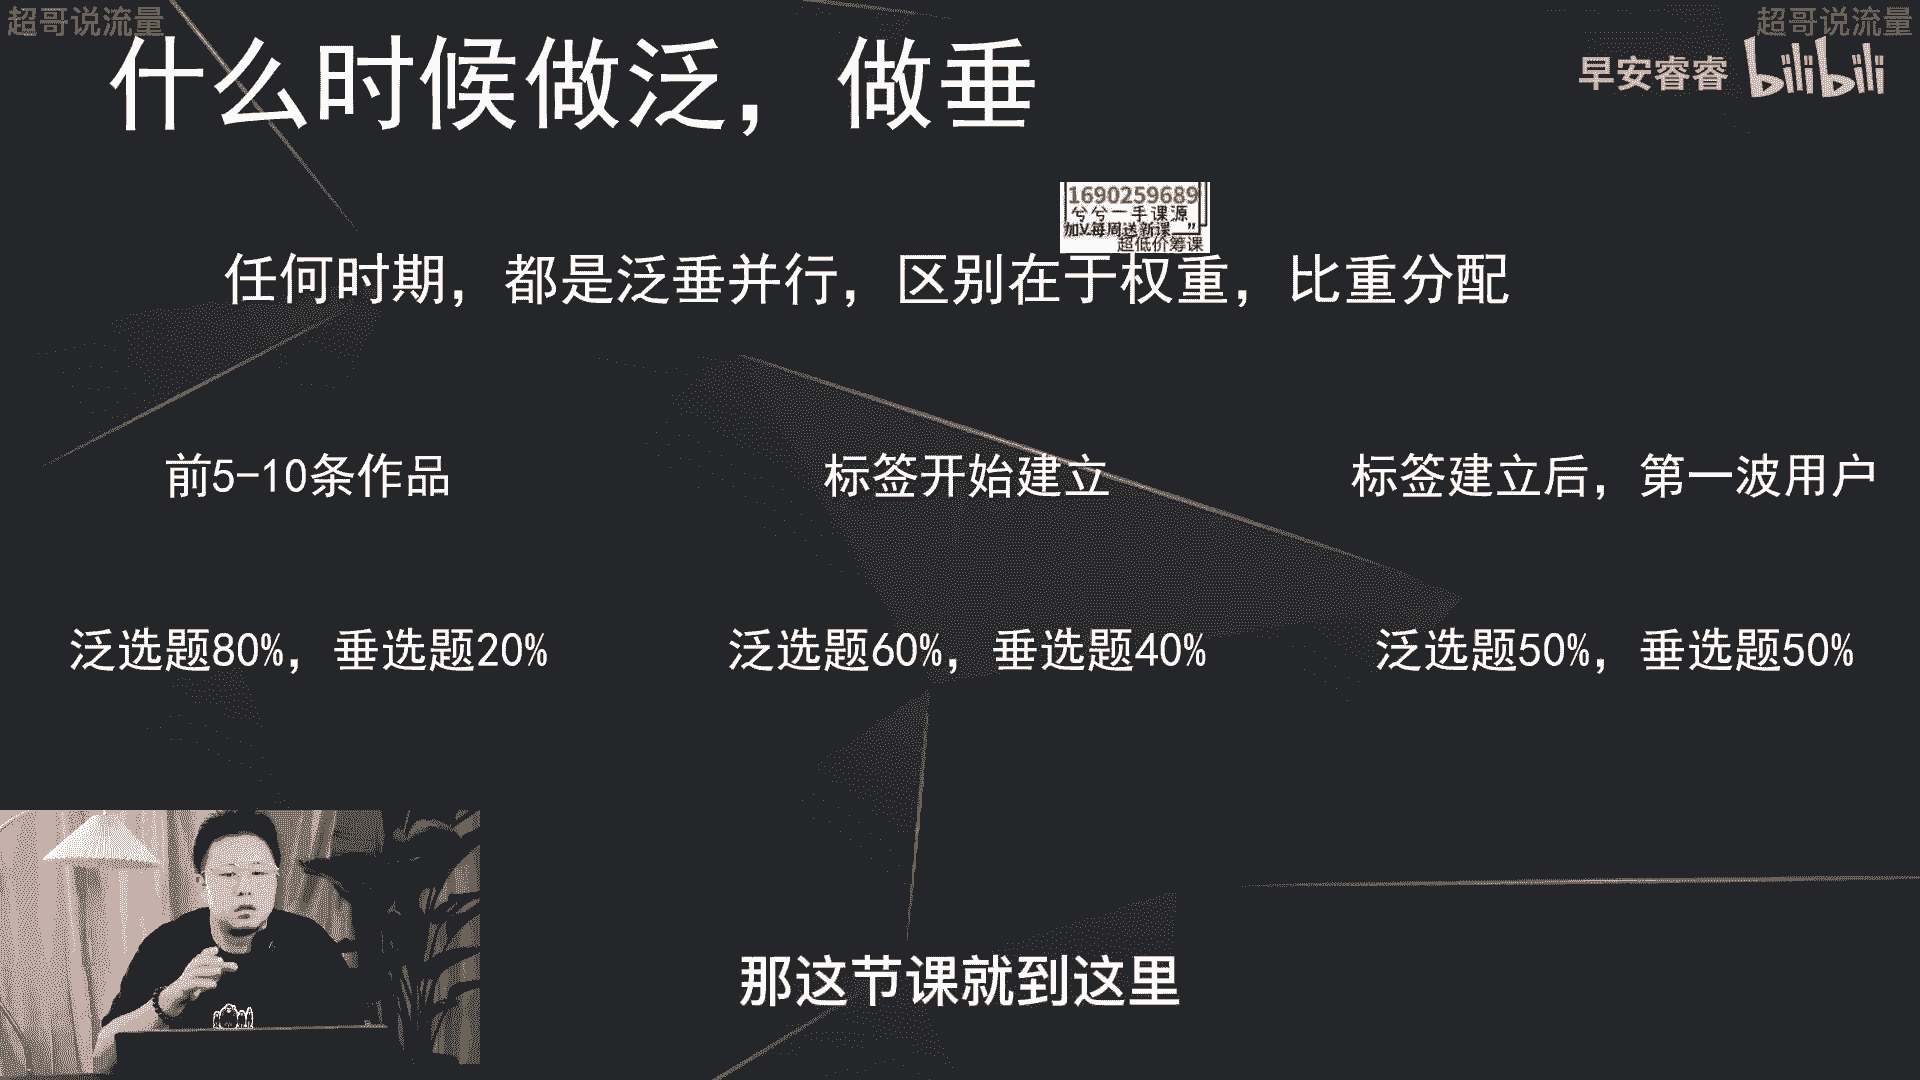 超哥说流量
超哥说流量
什么时候做泛，做垂
早安睿睿 bilibili
1690259689
兮兮一手课源
加V每周送新课
超低价筹课
任何时期，都是泛垂并行，区别在于权重，比重分配
前5-10条作品
标签开始建立
标签建立后，第一波用户
泛选题80%，垂选题20%
泛选题60%，垂选题40%
泛选题50%，垂选题50%
那这节课就到这里